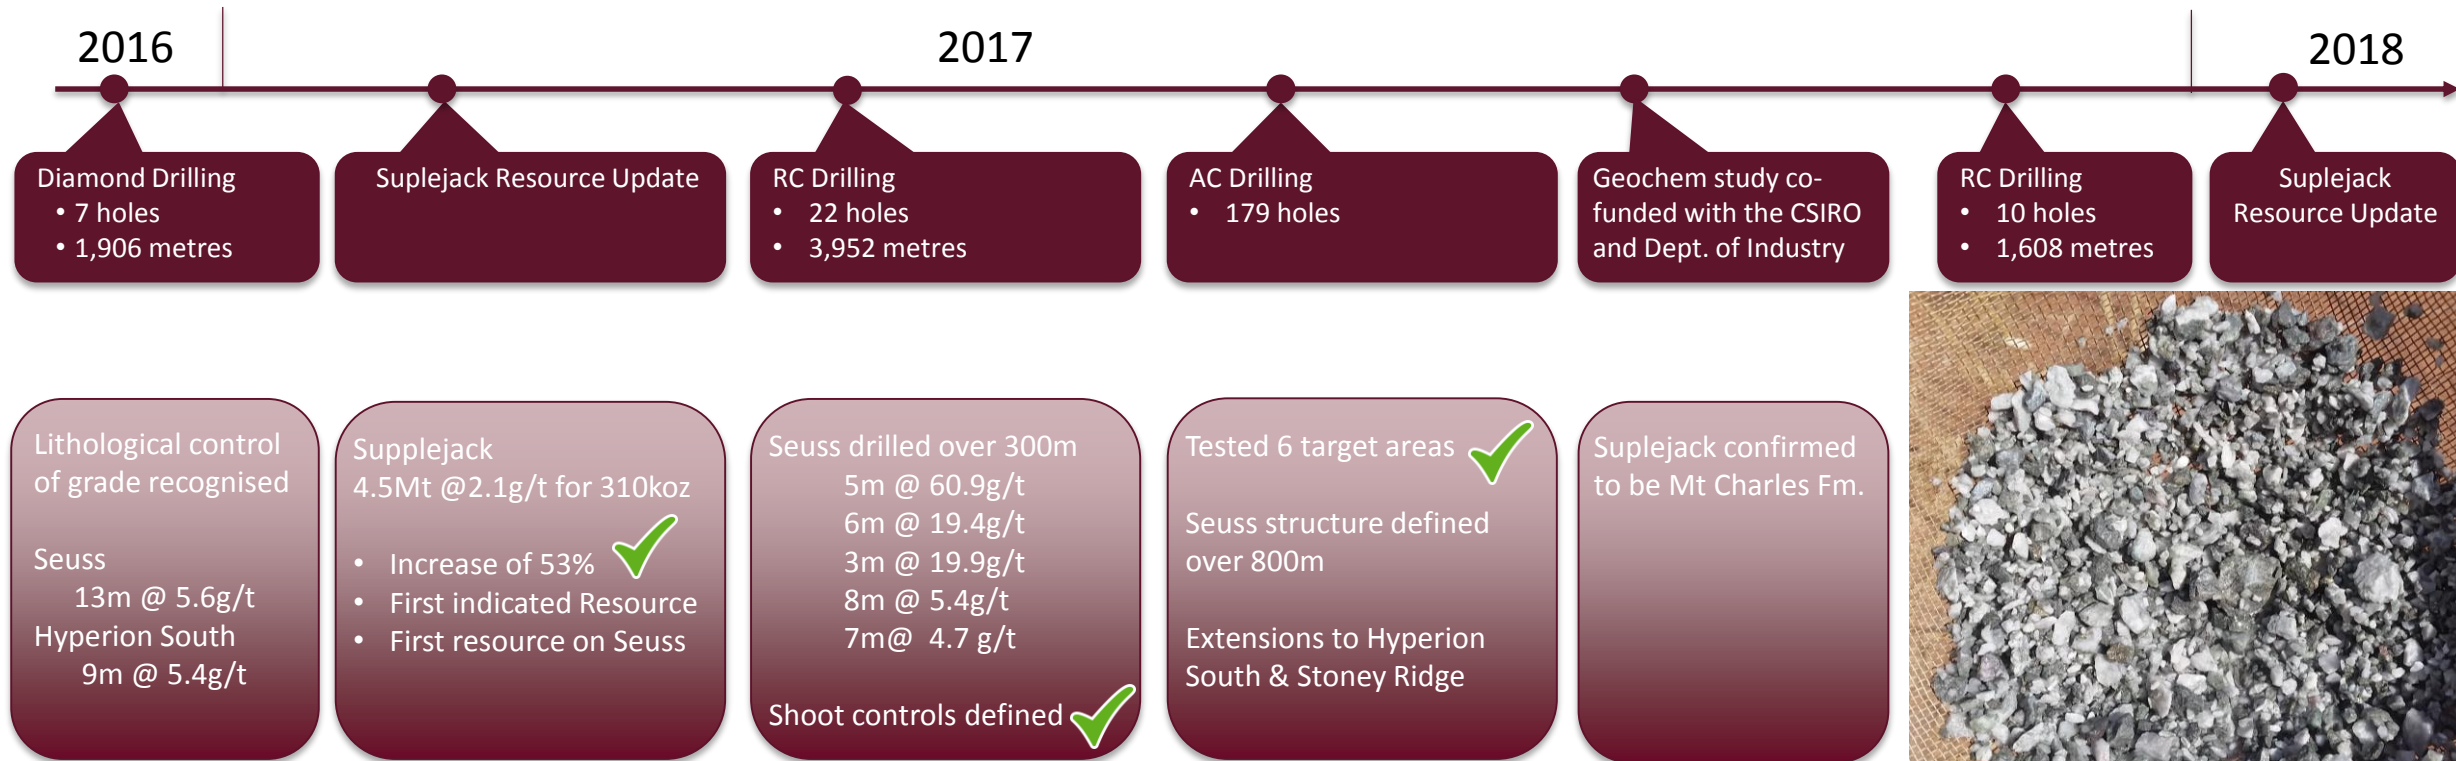 2016
2017
2018
Diamond Drilling
• 7 holes
• 1,906 metres
Suplejack Resource Update
RC Drilling
• 22 holes
• 3,952 metres
AC Drilling
• 179 holes
Geochem study co-
funded with the CSIRO
and Dept. of Industry
RC Drilling
• 10 holes
• 1,608 metres
Suplejack
Resource Update
Lithological control
of grade recognised
Seuss
13m @ 5.6g/t
Hyperion South
9m @ 5.4g/t
Supplejack
4.5Mt @2.1g/t for 310koz
• Increase of 53%
• First indicated Resource
• First resource on Seuss
Seuss drilled over 300m
5m @ 60.9g/t
6m @ 19.4g/t
3m @ 19.9g/t
8m @ 5.4g/t
7m@ 4.7 g/t
Shoot controls defined
Tested 6 target areas
Seuss structure defined
over 800m
Extensions to Hyperion
South & Stoney Ridge
Suplejack confirmed
to be Mt Charles Fm.